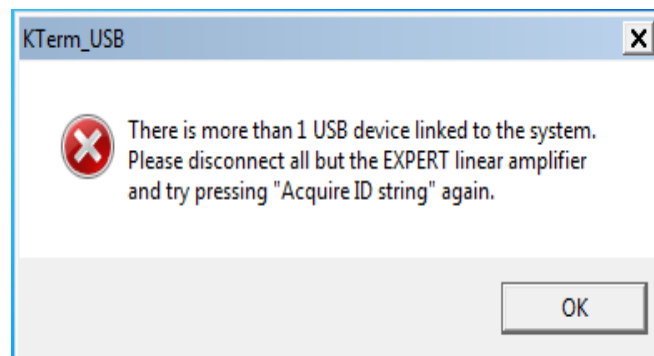 KTerm_USB
There is more than 1 USB device linked to the system.
Please disconnect all but the EXPERT linear amplifier
and try pressing "Acquire ID string" again.
OK